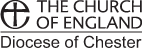 THE CHURCH
OF ENGLAND
Diocese of Chester